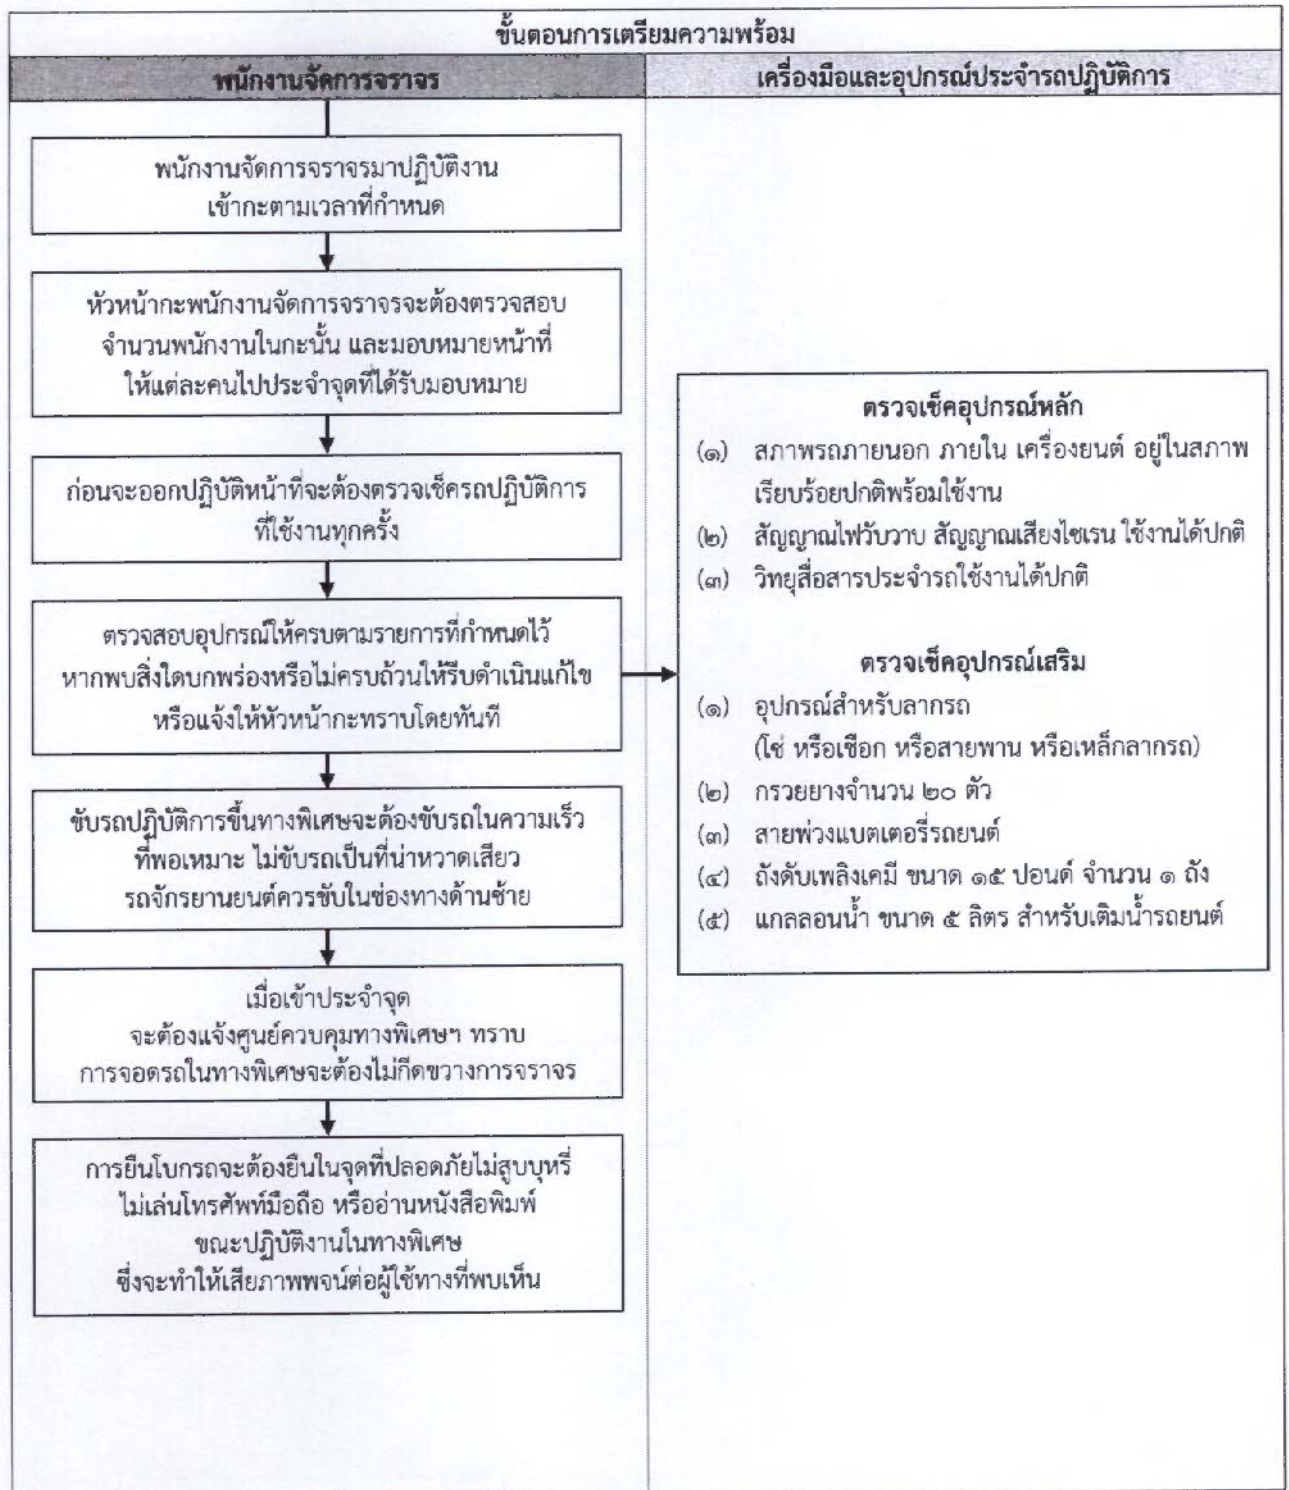 ขั้นตอนการเตรียมความพร้อม
พนักงานจัดการจราจร
เครื่องมือและอุปกรณ์ประจำรถปฏิบัติการ
พนักงานจัดการจราจรมาปฏิบัติงาน
เข้ากะตามเวลาที่กำหนด
หัวหน้ากะพนักงานจัดการจราจรจะต้องตรวจสอบ
จำนวนพนักงานในกะนั้น และมอบหมายหน้าที่
ให้แต่ละคนไปประจำจุดที่ได้รับมอบหมาย
ก่อนจะออกปฏิบัติหน้าที่จะต้องตรวจเช็ครถปฏิบัติการ
ที่ใช้งานทุกครั้ง
ตรวจสอบอุปกรณ์ให้ครบตามรายการที่กำหนดไว้
หากพบสิ่งใดบกพร่องหรือไม่ครบถ้วนให้รีบดำเนินแก้ไข
หรือแจ้งให้หัวหน้ากะทราบโดยทันที
ขับรถปฏิบัติการขึ้นทางพิเศษจะต้องขับรถในความเร็ว
ที่พอเหมาะ ไม่ขับรถเป็นที่น่าหวาดเสียว
รถจักรยานยนต์ควรขับในช่องทางด้านซ้าย
เมื่อเข้าประจำจุด
จะต้องแจ้งศูนย์ควบคุมทางพิเศษฯ ทราบ
การจอดรถในทางพิเศษจะต้องไม่กีดขวางการจราจร
การยืนโบกรถจะต้องยืนในจุดที่ปลอดภัยไม่สูบบุหรี่
ไม่เล่นโทรศัพท์มือถือ หรืออ่านหนังสือพิมพ์
ขณะปฏิบัติงานในทางพิเศษ
ซึ่งจะทำให้เสียภาพพจน์ต่อผู้ใช้ทางที่พบเห็น
ตรวจเช็คอุปกรณ์หลัก
(๑) สภาพรถภายนอก ภายใน เครื่องยนต์ อยู่ในสภาพ
เรียบร้อยปกติพร้อมใช้งาน
(๒) สัญญาณไฟวับวาบ สัญญาณเสียงไซเรน ใช้งานได้ปกติ
(๓) วิทยุสื่อสารประจำรถใช้งานได้ปกติ
ตรวจเช็คอุปกรณ์เสริม
(๑) อุปกรณ์สำหรับลากรถ
(โซ่ หรือเชือก หรือสายพาน หรือเหล็กลากรถ)
(๒) กรวยยางจำนวน ๒๐ ตัว
(๓) สายพ่วงแบตเตอรี่รถยนต์
(๔) ถังดับเพลิงเคมี ขนาด ๑๕ ปอนด์ จำนวน ๑ ถัง
(๕) แกลลอนน้ำ ขนาด ๕ ลิตร สำหรับเติมน้ำรถยนต์